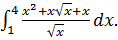 ∫₁⁴ (x² + x√x + x)/√x dx.